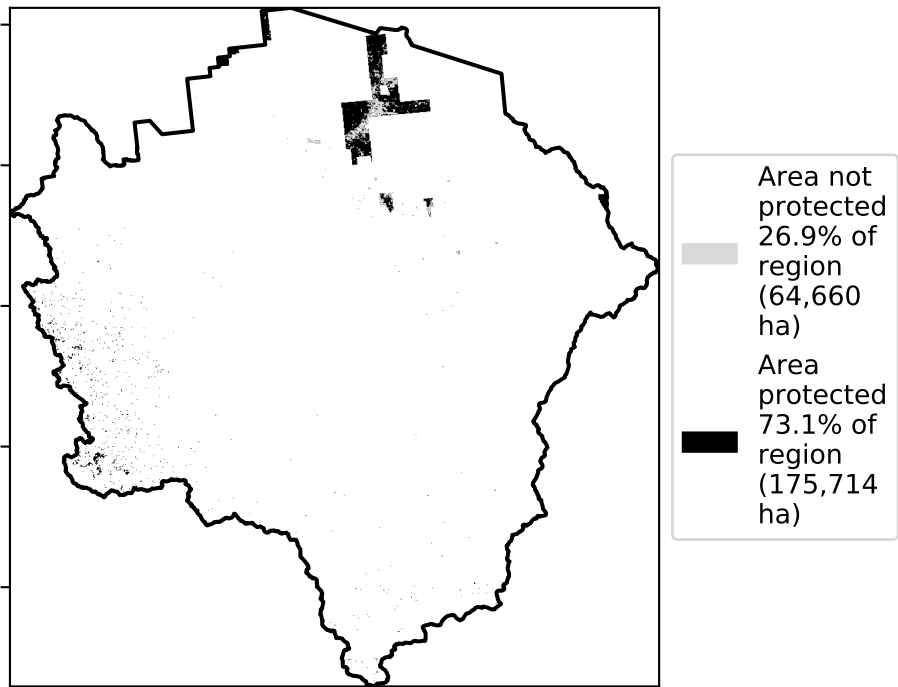 Area not
protected
26.9% of
region
(64,660
ha)
Area
protected
73.1% of
region
(175,714
ha)